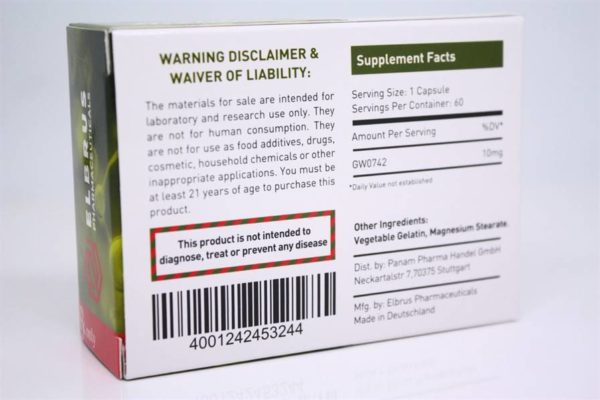 WARNING DISCLAIMER &
WAIVER OF LIABILITY:
The materials for sale are intended for
laboratory and research use only. They
are not for human consumption. They
are not for use as food additives, drugs,
cosmetic, household chemicals or other
inappropriate applications. You must be
at least 21 years of age to purchase this
product.
This product is not intended to
diagnose, treat or prevent any disease
4001242453244
Supplement Facts
Serving Size: 1 Capsule
Servings Per Container: 60
Amount Per Serving %DV*
GW0742 10mg
*Daily Value not established
Other Ingredients:
Vegetable Gelatin, Magnesium Stearate.
Dist. by: Panam Pharma Handel GmbH
Neckartalstr 7,70375 Stuttgart
Mfg. by: Elbrus Pharmaceuticals
Made in Deutschland
ELBRUS
PHARMACEUTICALS